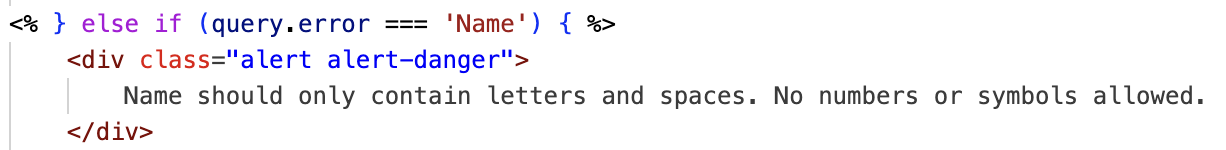 <% } else if (query.error === 'Name') { %>
<div class="alert alert-danger">
Name should only contain letters and spaces. No numbers or symbols allowed.
</div>